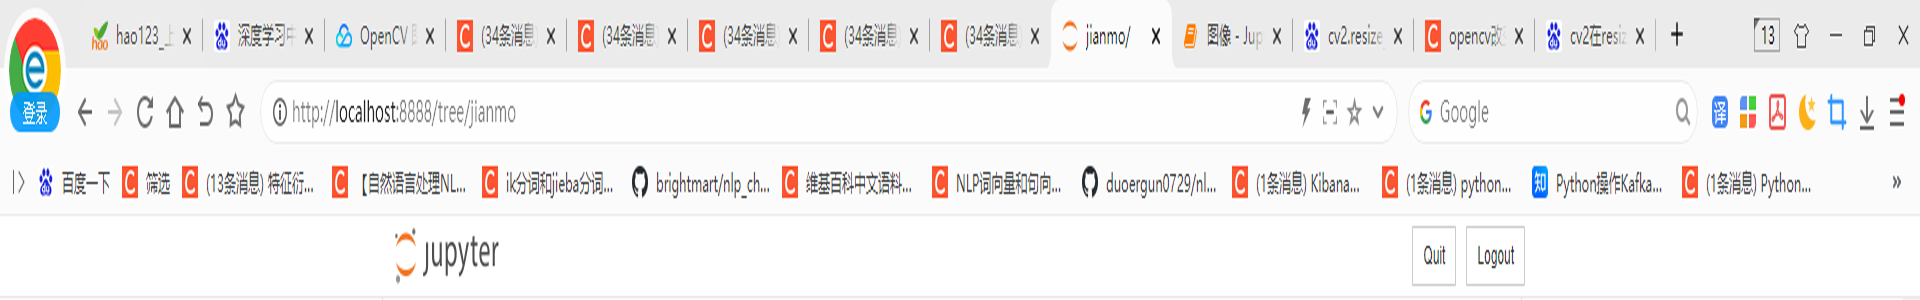 hao123_上 深度学习中 OpenCV (34条消息 (34条消息 (34条消息 (34条消息 (34条消息 jianmo/ 图像 - Jup cv2.resize opencv改 cv2在resiz 13
登录 http://localhost:8888/tree/jianmo Google 译
百度一下 筛选 (13条消息) 特征衍... 【自然语言处理NL... ik分词和jieba分词... brightmart/nlp_ch... 维基百科中文语料... NLP词向量和句向... duoergun0729/nl... (1条消息) Kibana... (1条消息) python... 知 Python操作Kafka... (1条消息) Python... »
jupyter Quit Logout